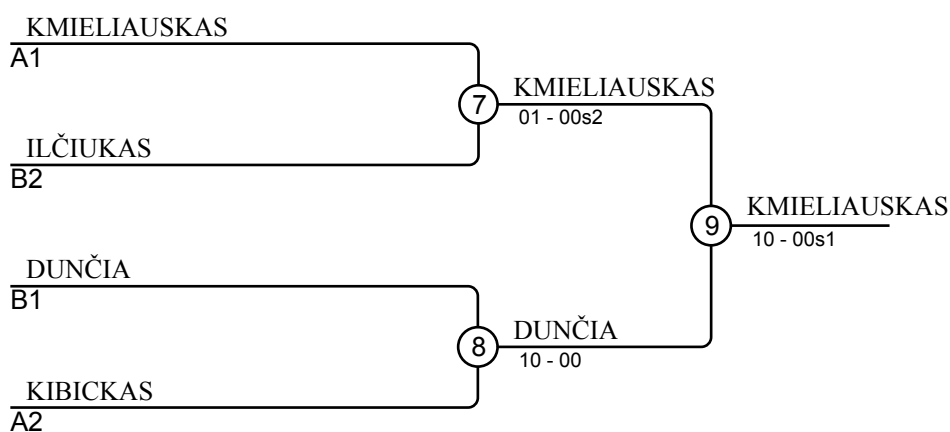 KMIELIAUSKAS
A1
7
KMIELIAUSKAS
01 - 00s2
ILČIUKAS
B2
9
KMIELIAUSKAS
10 - 00s1
DUNČIA
B1
8
DUNČIA
10 - 00
KIBICKAS
A2